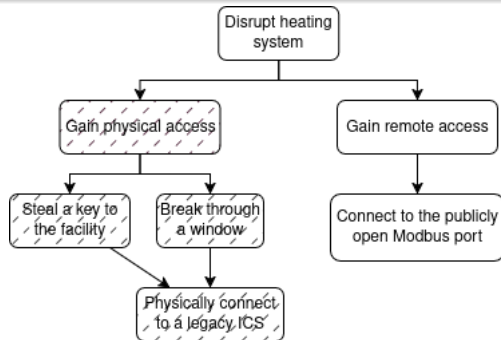 Disrupt heating
system
Gain physical access
Gain remote access
Steal a key to
the facility
Break through
a window
Connect to the publicly
open Modbus port
Physically connect
to a legacy ICS